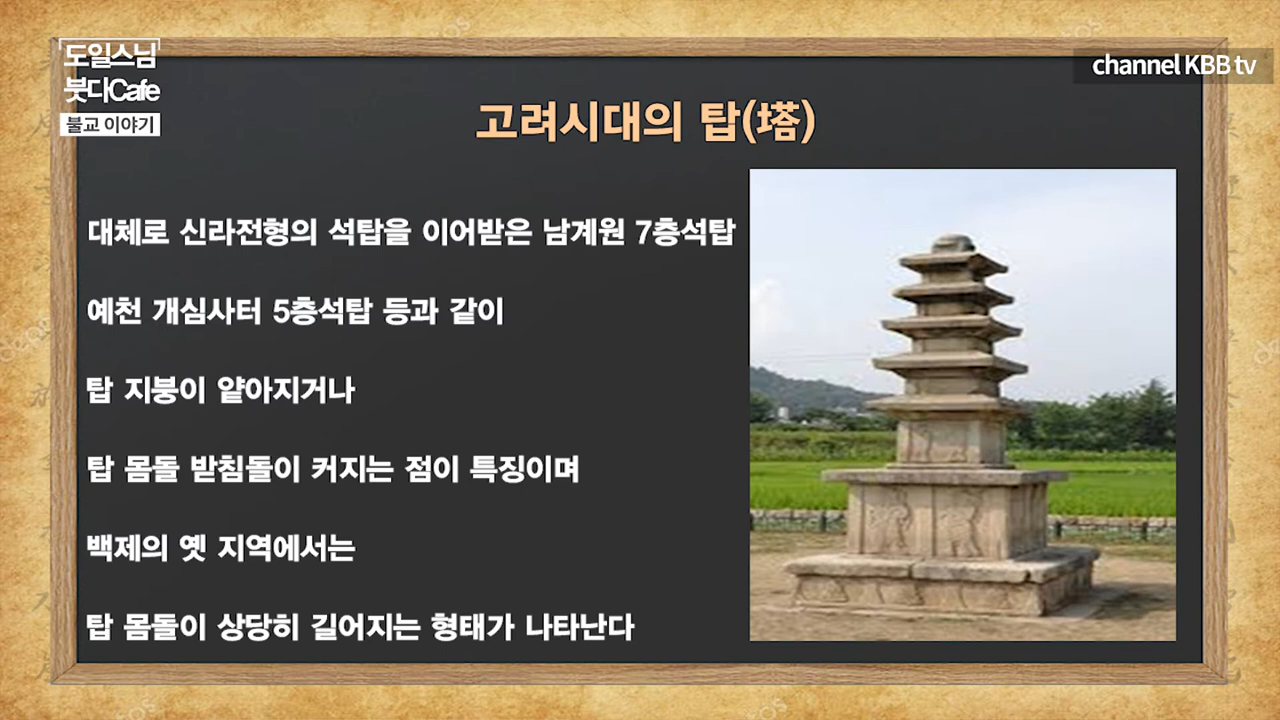 도일스님
붓다Cafe
불교 이야기
channel KBB tv
고려시대의 탑(塔)
대체로 신라전형의 석탑을 이어받은 남계원 7층석탑
예천 개심사터 5층석탑 등과 같이
탑 지붕이 얕아지거나
탑 몸돌 받침돌이 커지는 점이 특징이며
백제의 옛 지역에서는
탑 몸돌이 상당히 길어지는 형태가 나타난다